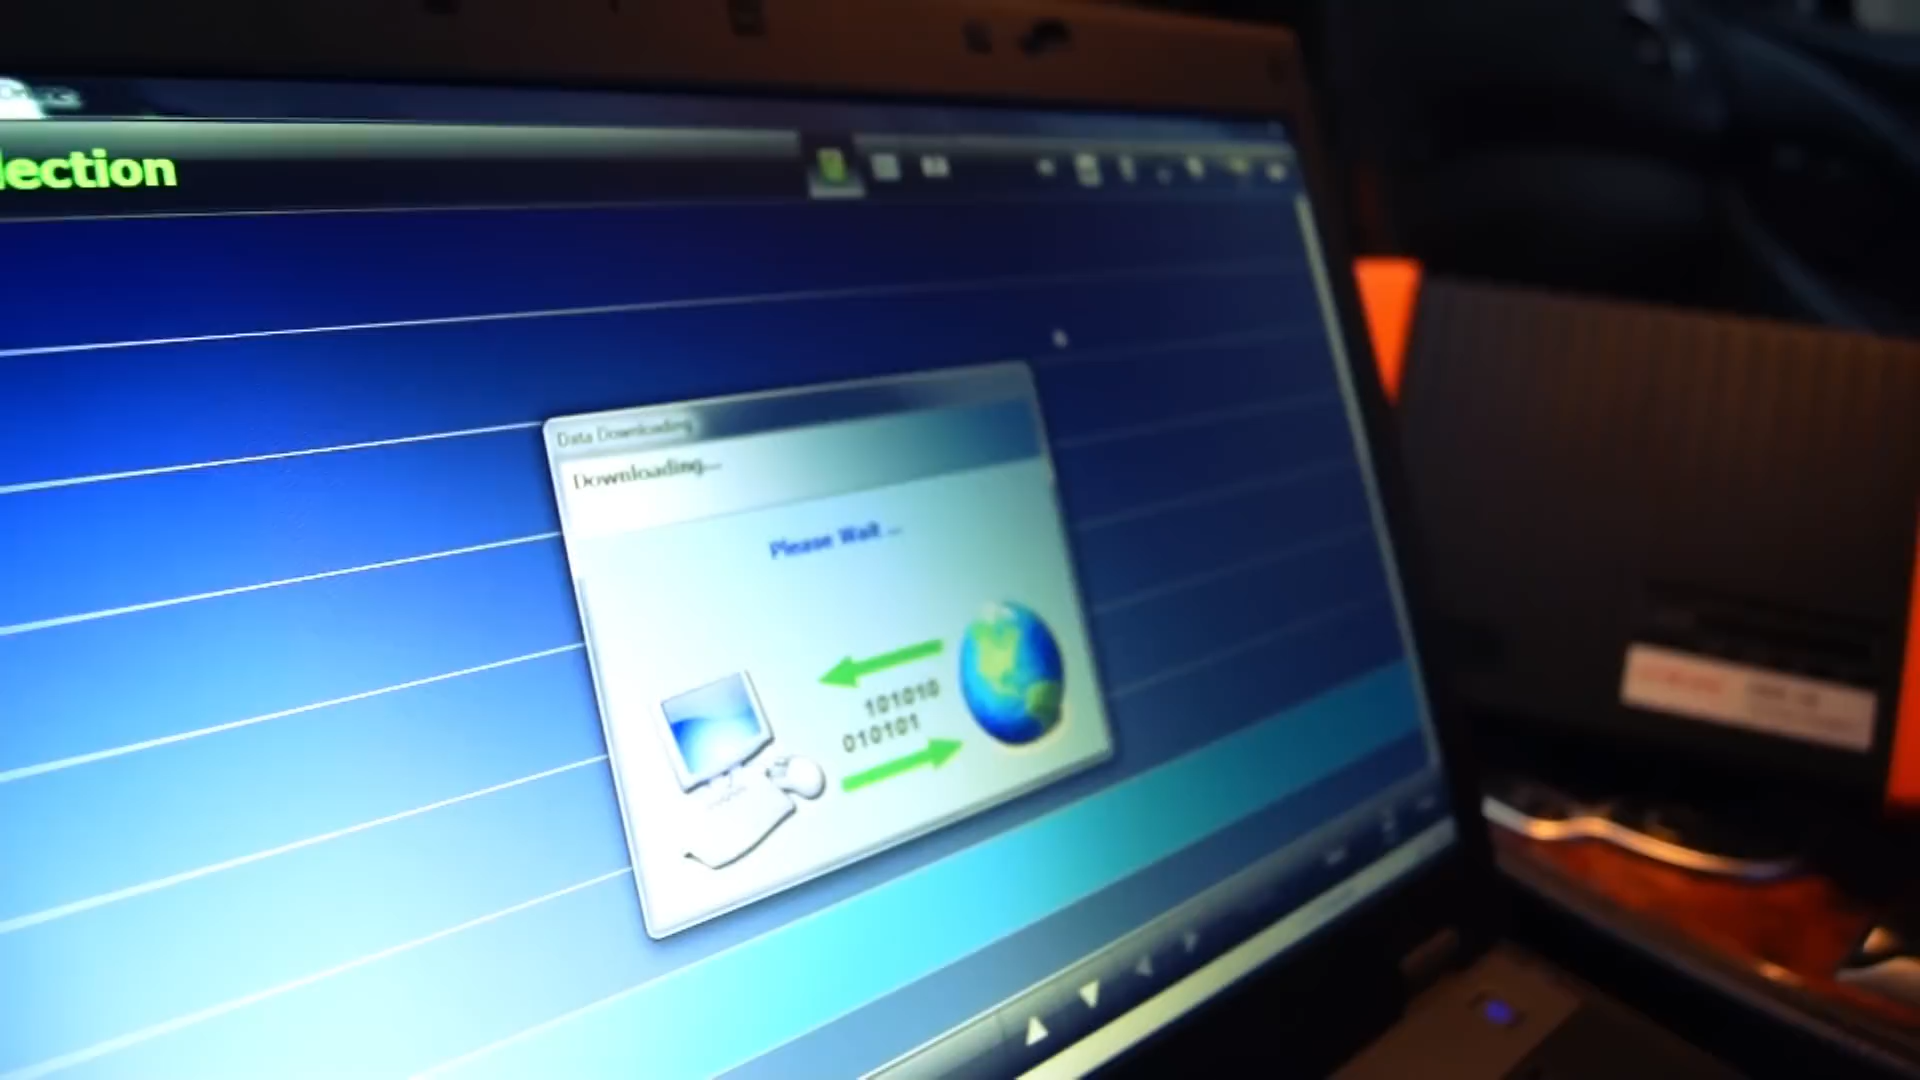 lection
Data Downloading
Downloading...
Please Wait ...
101010
010101